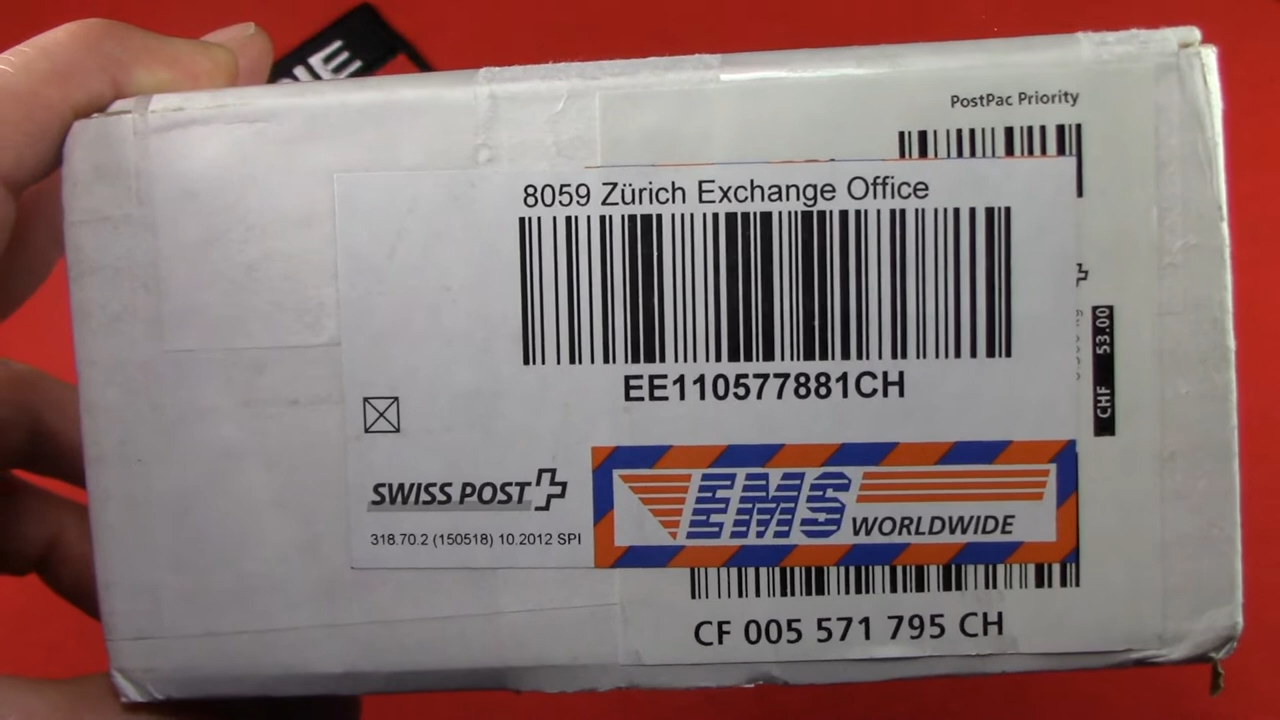 PostPac Priority
8059 Zürich Exchange Office
EE110577881CH
CHF 53.00
SWISS POST
EMS
WORLDWIDE
318.70.2 (150518) 10.2012 SPI
CF 005 571 795 CH